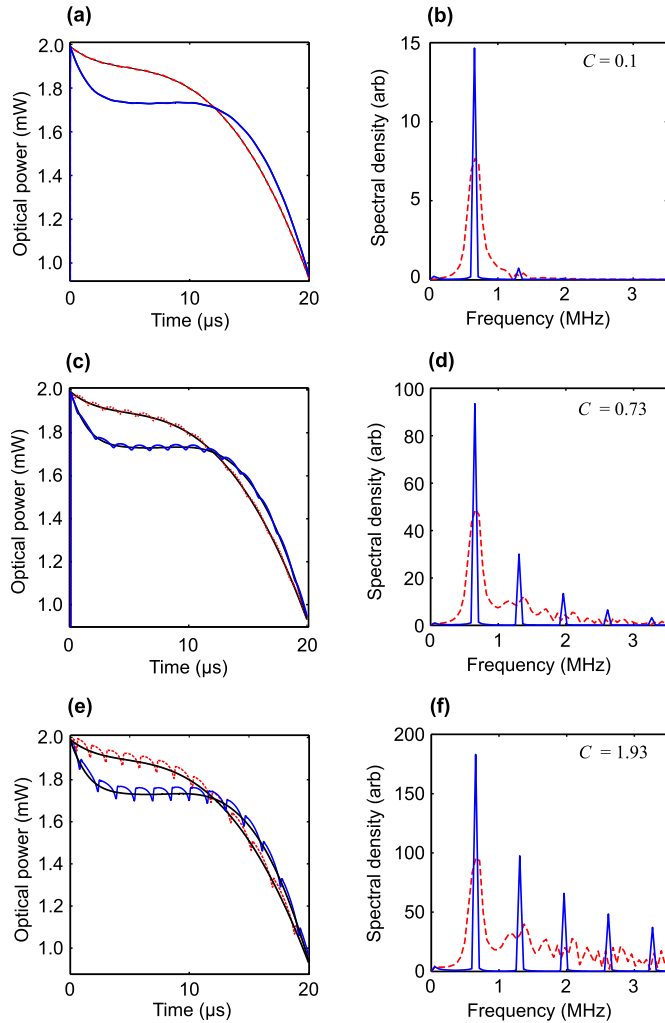 (a)
2.0
1.8
1.6
1.4
1.2
1.0
Optical power (mW)
0
10
20
Time (µs)
(b)
C = 0.1
15
10
5
0
Spectral density (arb)
0
1
2
3
Frequency (MHz)
(c)
2.0
1.8
1.6
1.4
1.2
1.0
Optical power (mW)
0
10
20
Time (µs)
(d)
C = 0.73
100
80
60
40
20
0
Spectral density (arb)
0
1
2
3
Frequency (MHz)
(e)
2.0
1.8
1.6
1.4
1.2
1.0
Optical power (mW)
0
10
20
Time (µs)
(f)
C = 1.93
200
150
100
50
0
Spectral density (arb)
0
1
2
3
Frequency (MHz)